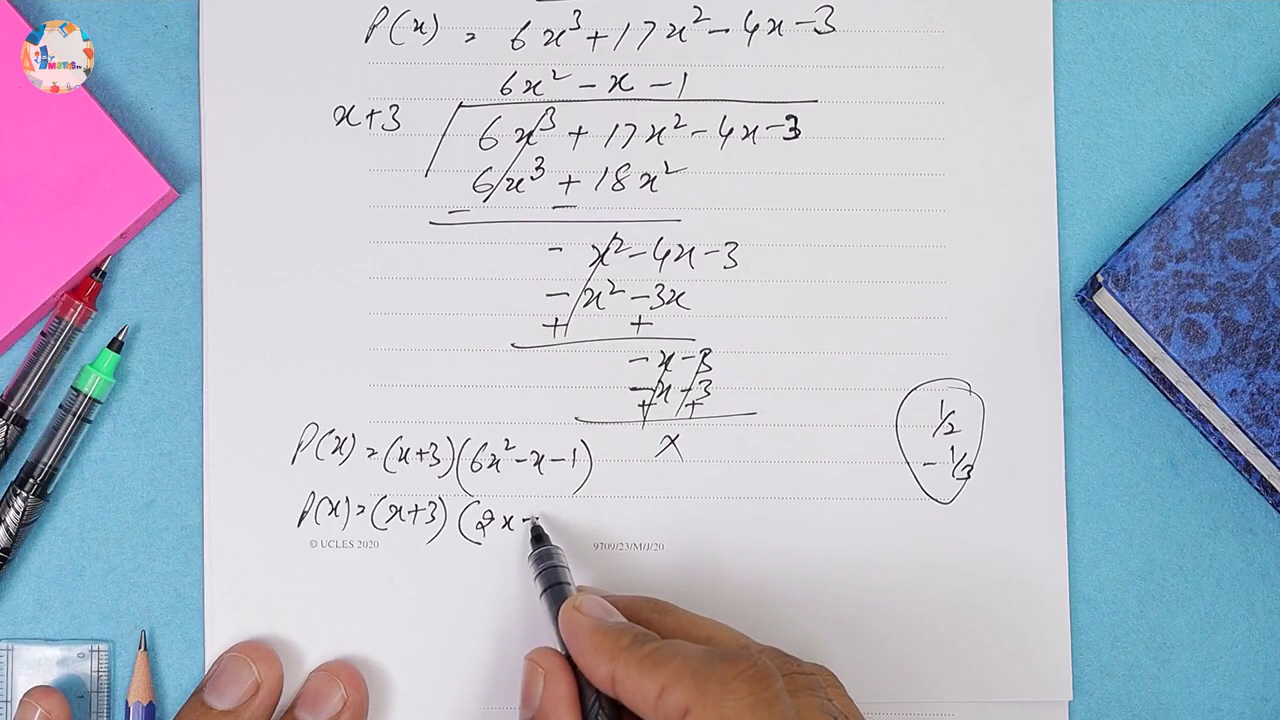 P(x) = 6x³ + 17x² - 4x - 3
6x² - x - 1
x+3 6x³ + 17x² - 4x - 3
6x³ + 18x²
- -
- x² - 4x - 3
- x² - 3x
+ +
- x - 3
- x - 3
+ +
x
P(x) = (x+3)(6x² - x - 1)
P(x) = (x+3) (2x -
1/2
- 1/3
© UCLES 2020 9709/23/M/J/20
MATHS